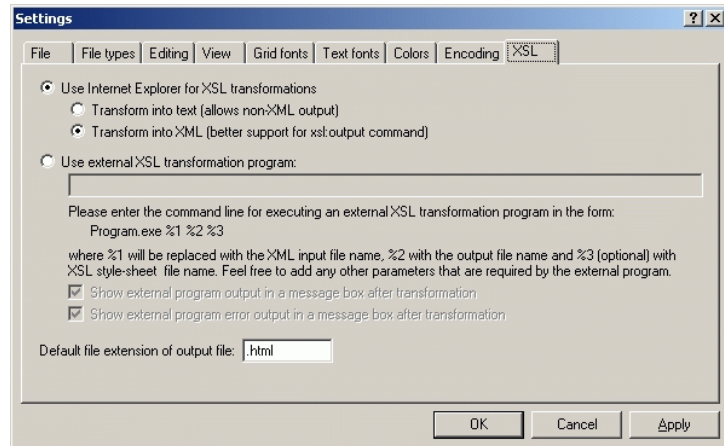 Settings
File File types Editing View Grid fonts Text fonts Colors Encoding XSL
Use Internet Explorer for XSL transformations
Transform into text (allows non-XML output)
Transform into XML (better support for xsl:output command)
Use external XSL transformation program:
Please enter the command line for executing an external XSL transformation program in the form:
Program.exe %1 %2 %3
where %1 will be replaced with the XML input file name, %2 with the output file name and %3 (optional) with
XSL style-sheet file name. Feel free to add any other parameters that are required by the external program.
Show external program output in a message box after transformation
Show external program error output in a message box after transformation
Default file extension of output file: .html
OK Cancel Apply